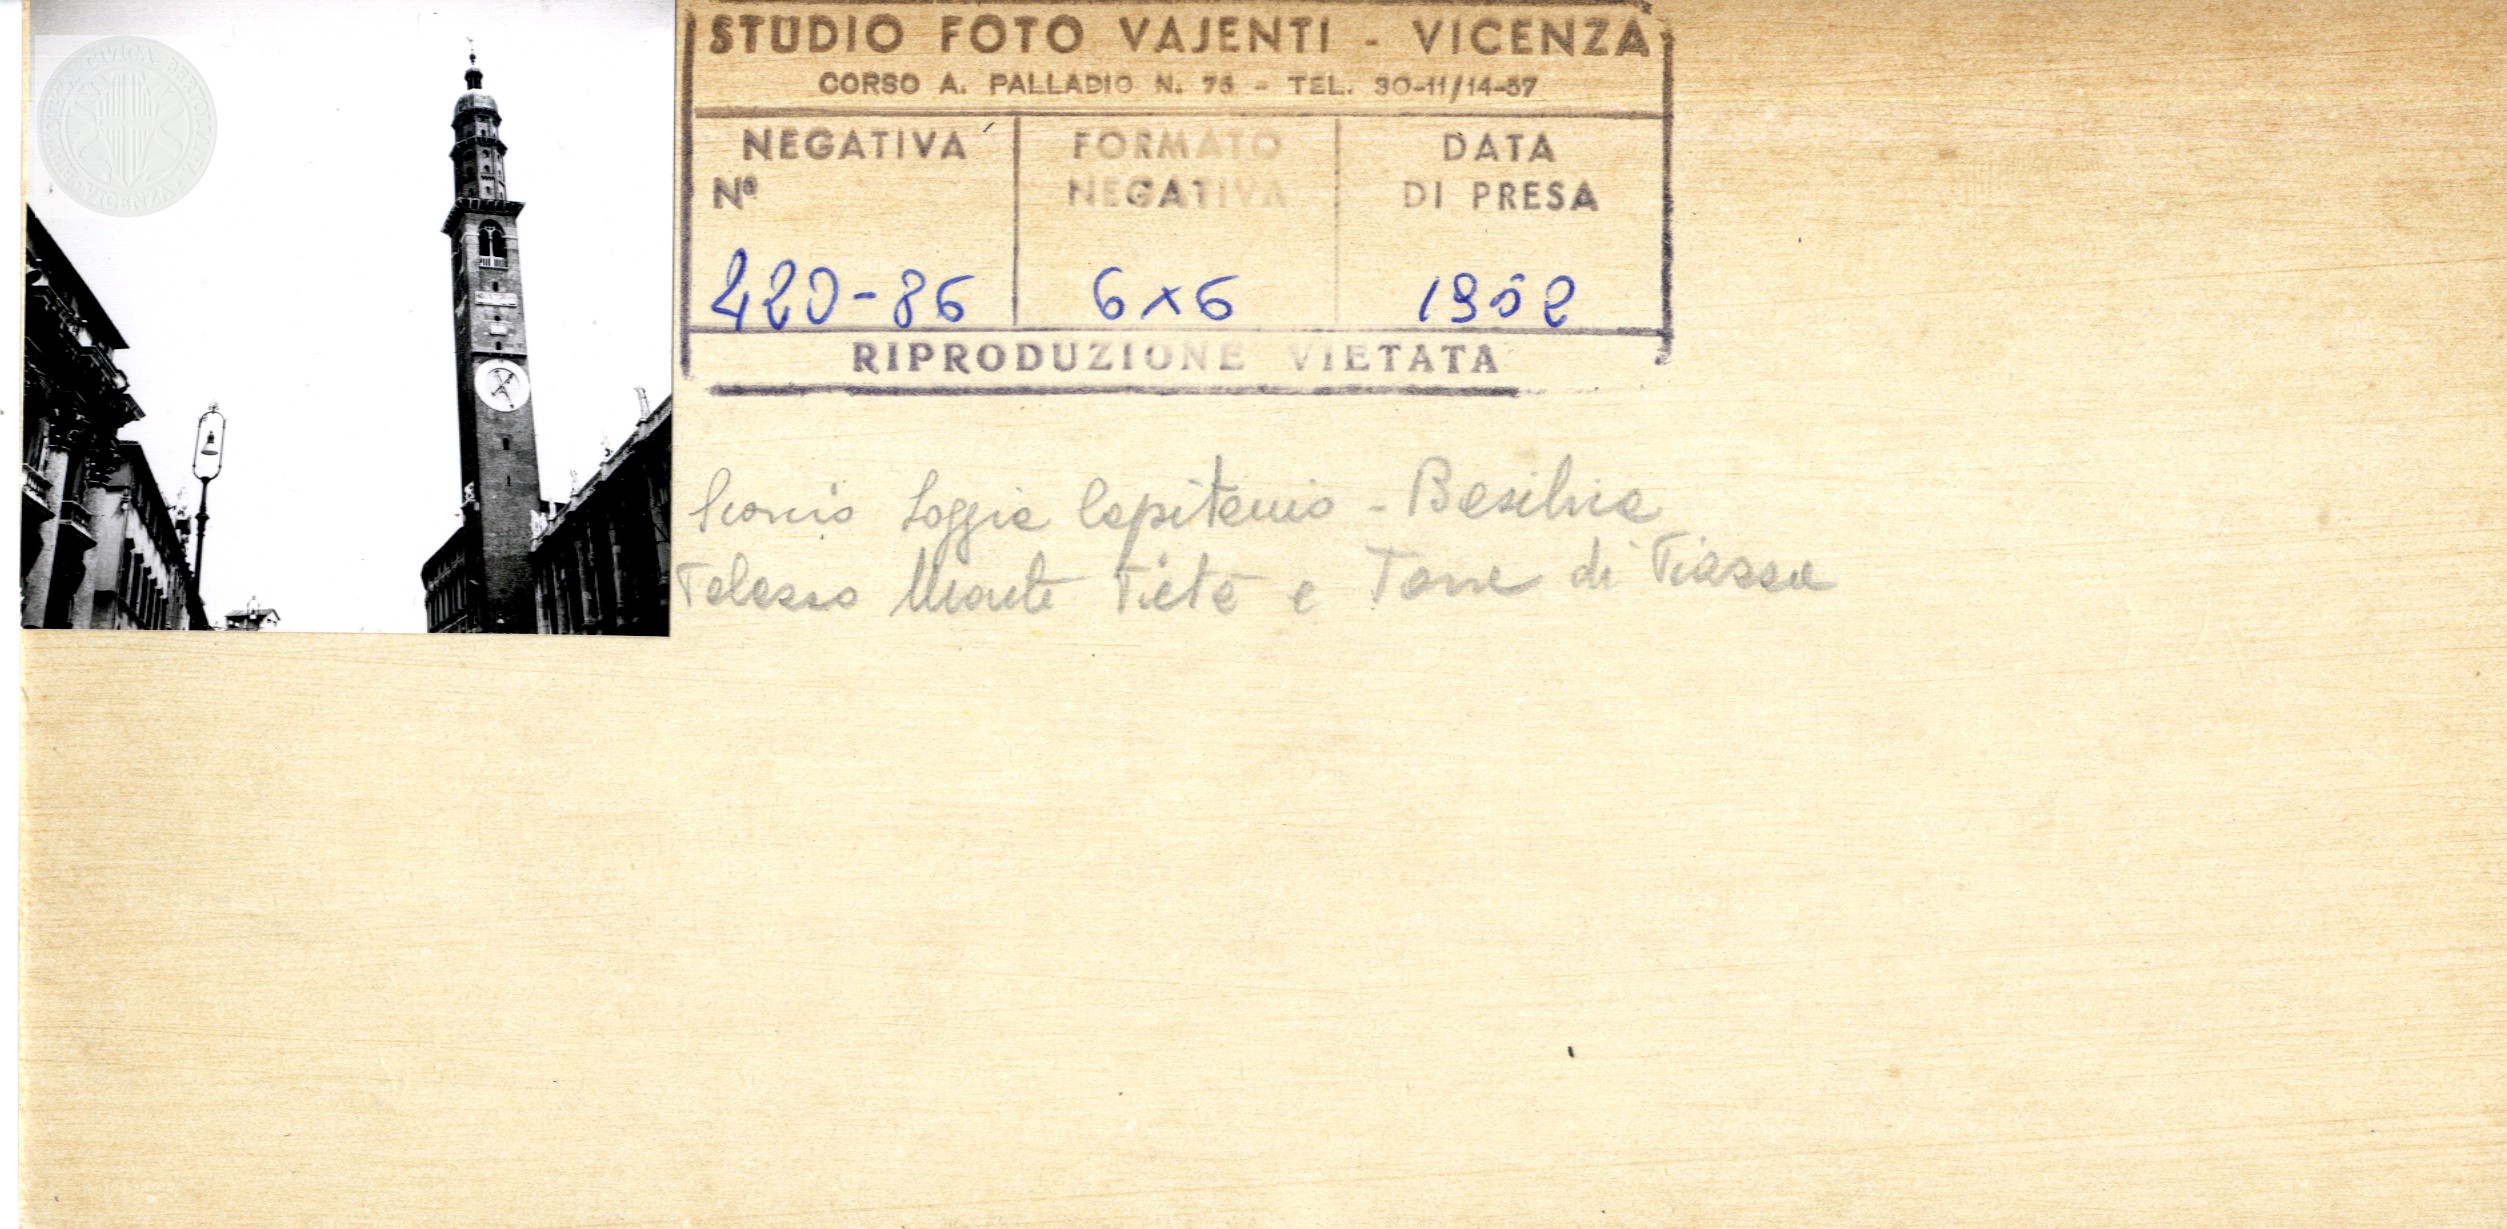 STUDIO FOTO VAJENTI - VICENZA
CORSO A. PALLADIO N. 76 - TEL. 30-11/14-57
NEGATIVA
Nº
FORMATO
NEGATIVA
DATA
DI PRESA
420-86
6x6
1952
RIPRODUZIONE VIETATA
Scorcio Loggia Capitanio - Basilica
Palazzo Monte Pietà e Torre di Piazza